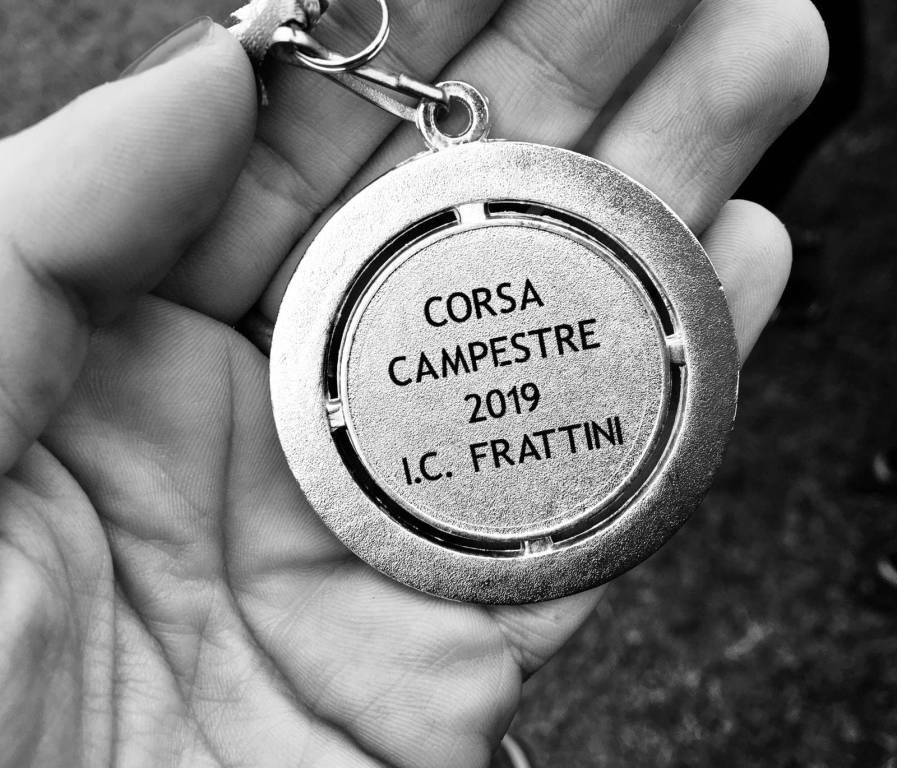 CORSA
CAMPESTRE
2019
I.C. FRATTINI